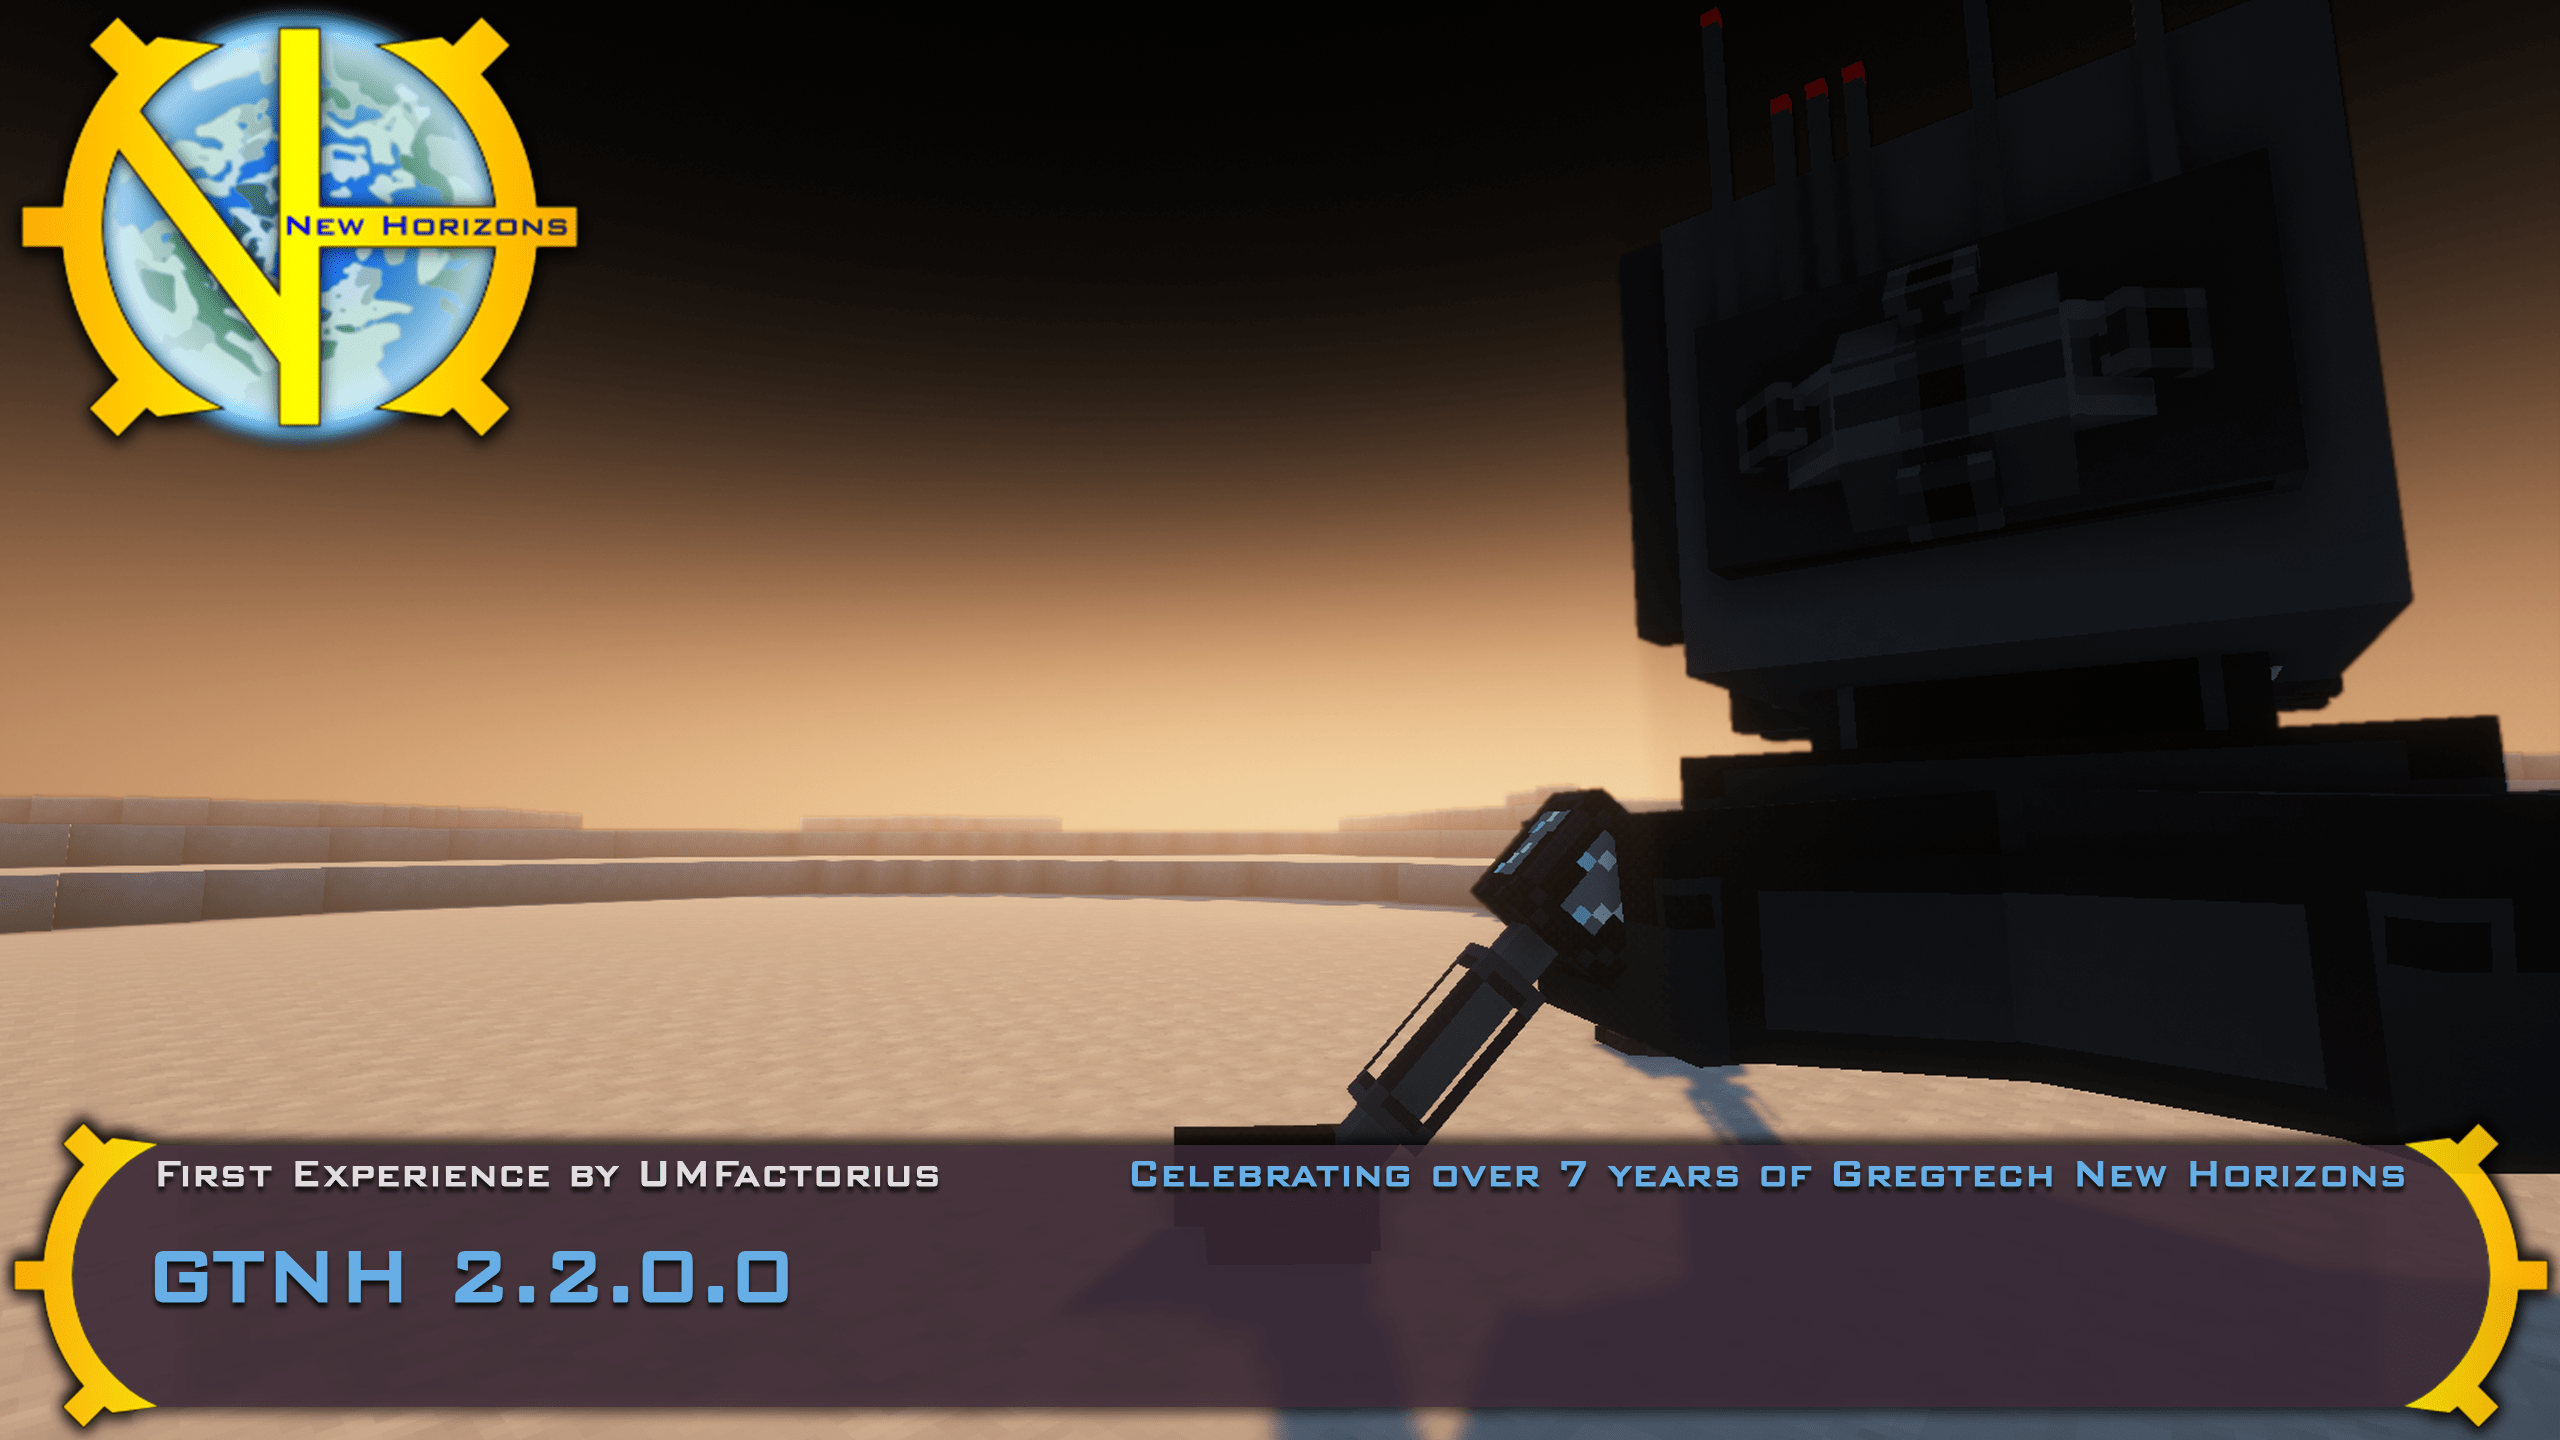 New Horizons
First Experience by UMFactorius
Celebrating over 7 years of Gregtech New Horizons
GTNH 2.2.0.0